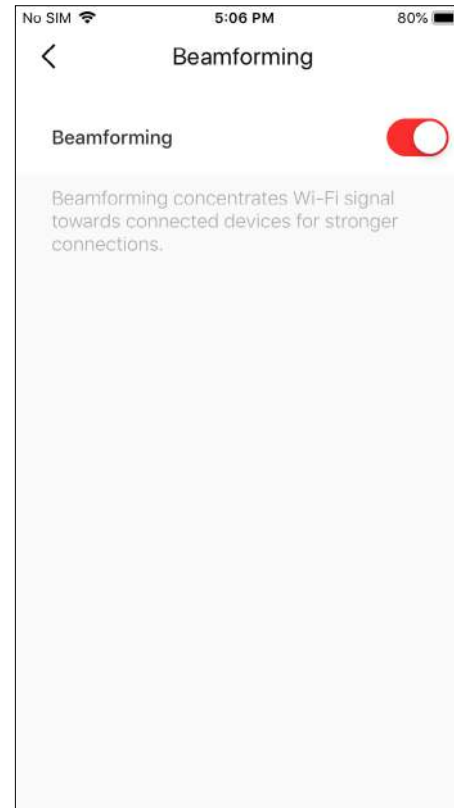 No SIM 5:06 PM 80%
Beamforming
Beamforming
Beamforming concentrates Wi-Fi signal
towards connected devices for stronger
connections.